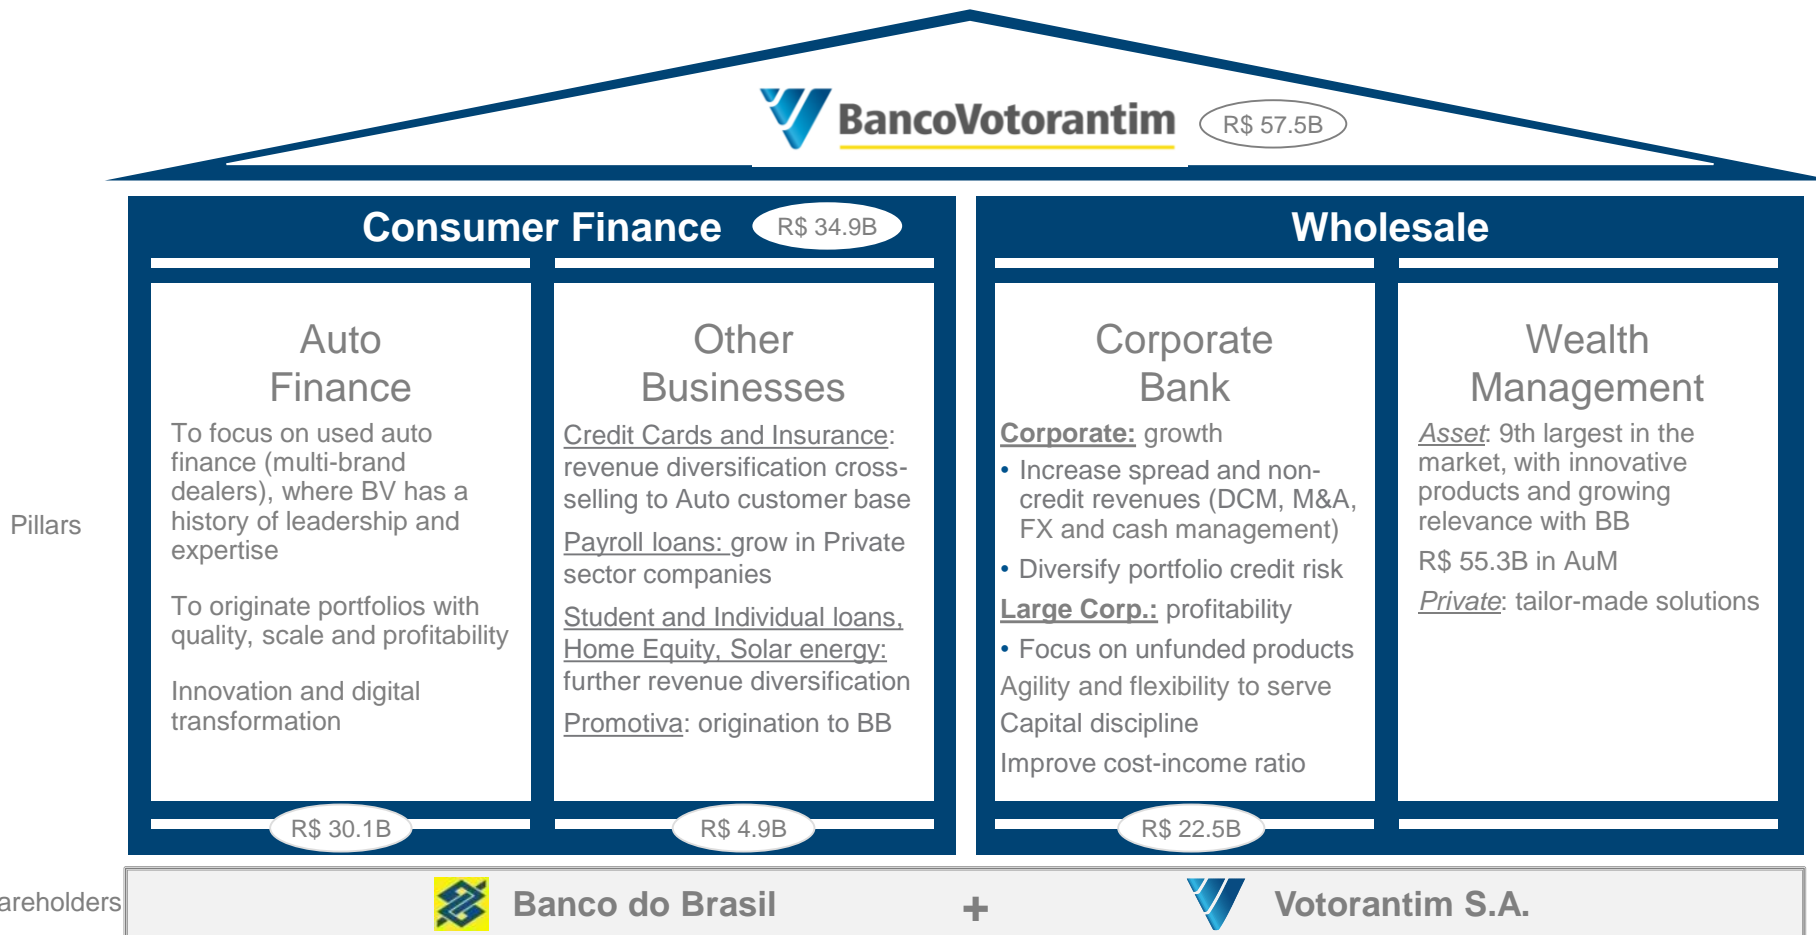 BancoVotorantim
R$ 57.5B
Consumer Finance
R$ 34.9B
Wholesale
Pillars
Auto
Finance
To focus on used auto
finance (multi-brand
dealers), where BV has a
history of leadership and
expertise
To originate portfolios with
quality, scale and profitability
Innovation and digital
transformation
R$ 30.1B
Other
Businesses
Credit Cards and Insurance:
revenue diversification cross-
selling to Auto customer base
Payroll loans: grow in Private
sector companies
Student and Individual loans,
Home Equity, Solar energy:
further revenue diversification
Promotiva: origination to BB
R$ 4.9B
Corporate
Bank
Corporate: growth
• Increase spread and non-
credit revenues (DCM, M&A,
FX and cash management)
• Diversify portfolio credit risk
Large Corp.: profitability
• Focus on unfunded products
Agility and flexibility to serve
Capital discipline
Improve cost-income ratio
R$ 22.5B
Wealth
Management
Asset: 9th largest in the
market, with innovative
products and growing
relevance with BB
R$ 55.3B in AuM
Private: tailor-made solutions
areholders
Banco do Brasil
+
Votorantim S.A.